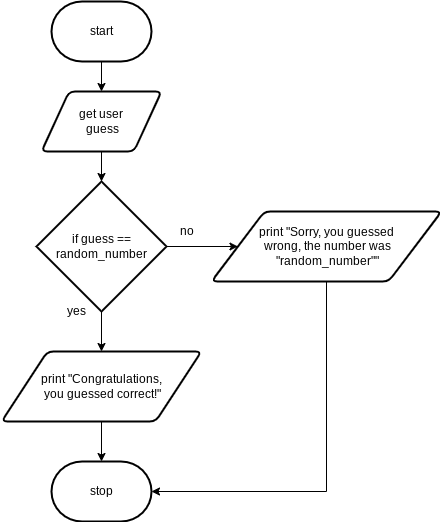 start
get user
guess
if guess ==
random_number
no
print "Sorry, you guessed
wrong, the number was
"random_number""
yes
print "Congratulations,
you guessed correct!"
stop